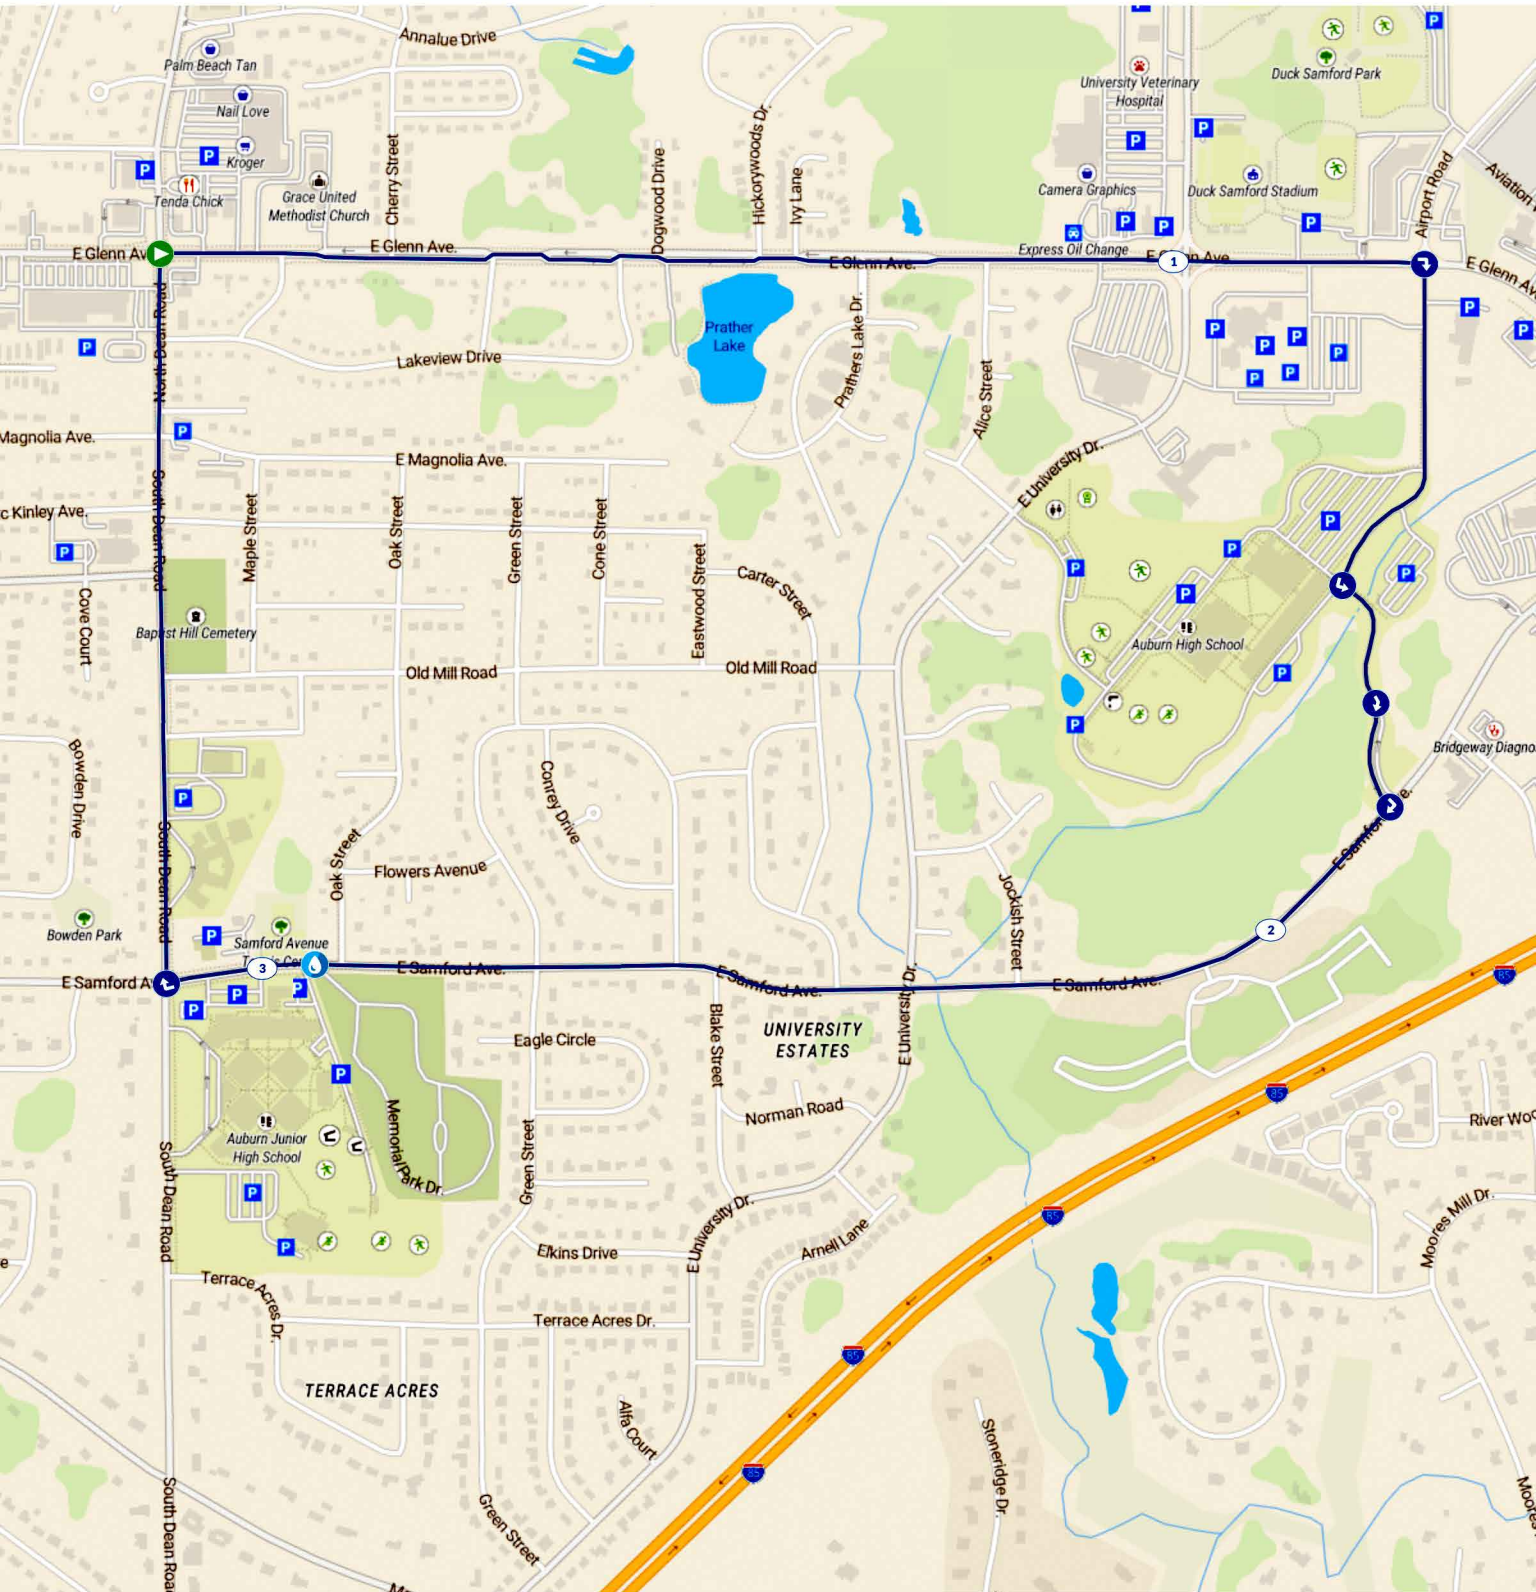 Annalue Drive
Palm Beach Tan
Nail Love
Kroger
Tenda Chick
Grace United
Methodist Church
Cherry Street
Dogwood Drive
Hickorywoods Dr.
Ivy Lane
University Veterinary
Hospital
Duck Samford Park
P
P
P
P
P
P
Camera Graphics
Duck Samford Stadium
Airport Road
Aviation
Express Oil Change
P
P
P
E Glenn Av
E Glenn Ave.
E Glenn Ave.
1
E Glenn Av
North Dean Road
Prather
Lake
Prathers Lake Dr.
Lakeview Drive
Alice Street
P
P
P
P
P
P
P
P
P
Magnolia Ave.
P
E Magnolia Ave.
E University Dr.
c Kinley Ave.
South Dean Road
Maple Street
Oak Street
Green Street
Cone Street
Eastwood Street
Carter Street
P
P
P
P
P
P
Cove Court
Baptist Hill Cemetery
Auburn High School
Old Mill Road
Old Mill Road
P
P
Bowden Drive
Conrey Drive
Bridgeway Diagno
P
South Dean Road
Oak Street
Flowers Avenue
Jockish Street
E Samfor
e.
Bowden Park
P
Samford Avenue
2
3
E Samford A
E Samford Ave.
E Samford Ave.
E Samford Ave.
E University Dr.
85
P
P
P
UNIVERSITY
ESTATES
Blake Street
Eagle Circle
P
85
Norman Road
Memorial Park Dr.
Green Street
Auburn Junior
High School
River Woo
South Dean Road
P
P
E University Dr.
Arnell Lane
Elkins Drive
85
Moores Mill Dr.
e
Terrace Acres Dr.
Terrace Acres Dr.
85
TERRACE ACRES
Alfa Court
Stoneridge Dr.
85
Green Street
South Dean Roa
Moores